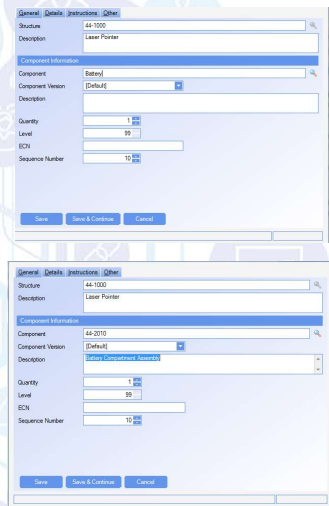 General Details Instructions Other
Structure 44-1000
Description Laser Pointer
Component Information
Component Battery
Component Version [Default]
Description
Quantity 1
Level 99
ECN
Sequence Number 10
Save Save & Continue Cancel
General Details Instructions Other
Structure 44-1000
Description Laser Pointer
Component Information
Component 44-2010
Component Version [Default]
Description Battery Compartment Assembly
Quantity 1
Level 99
ECN
Sequence Number 10
Save Save & Continue Cancel